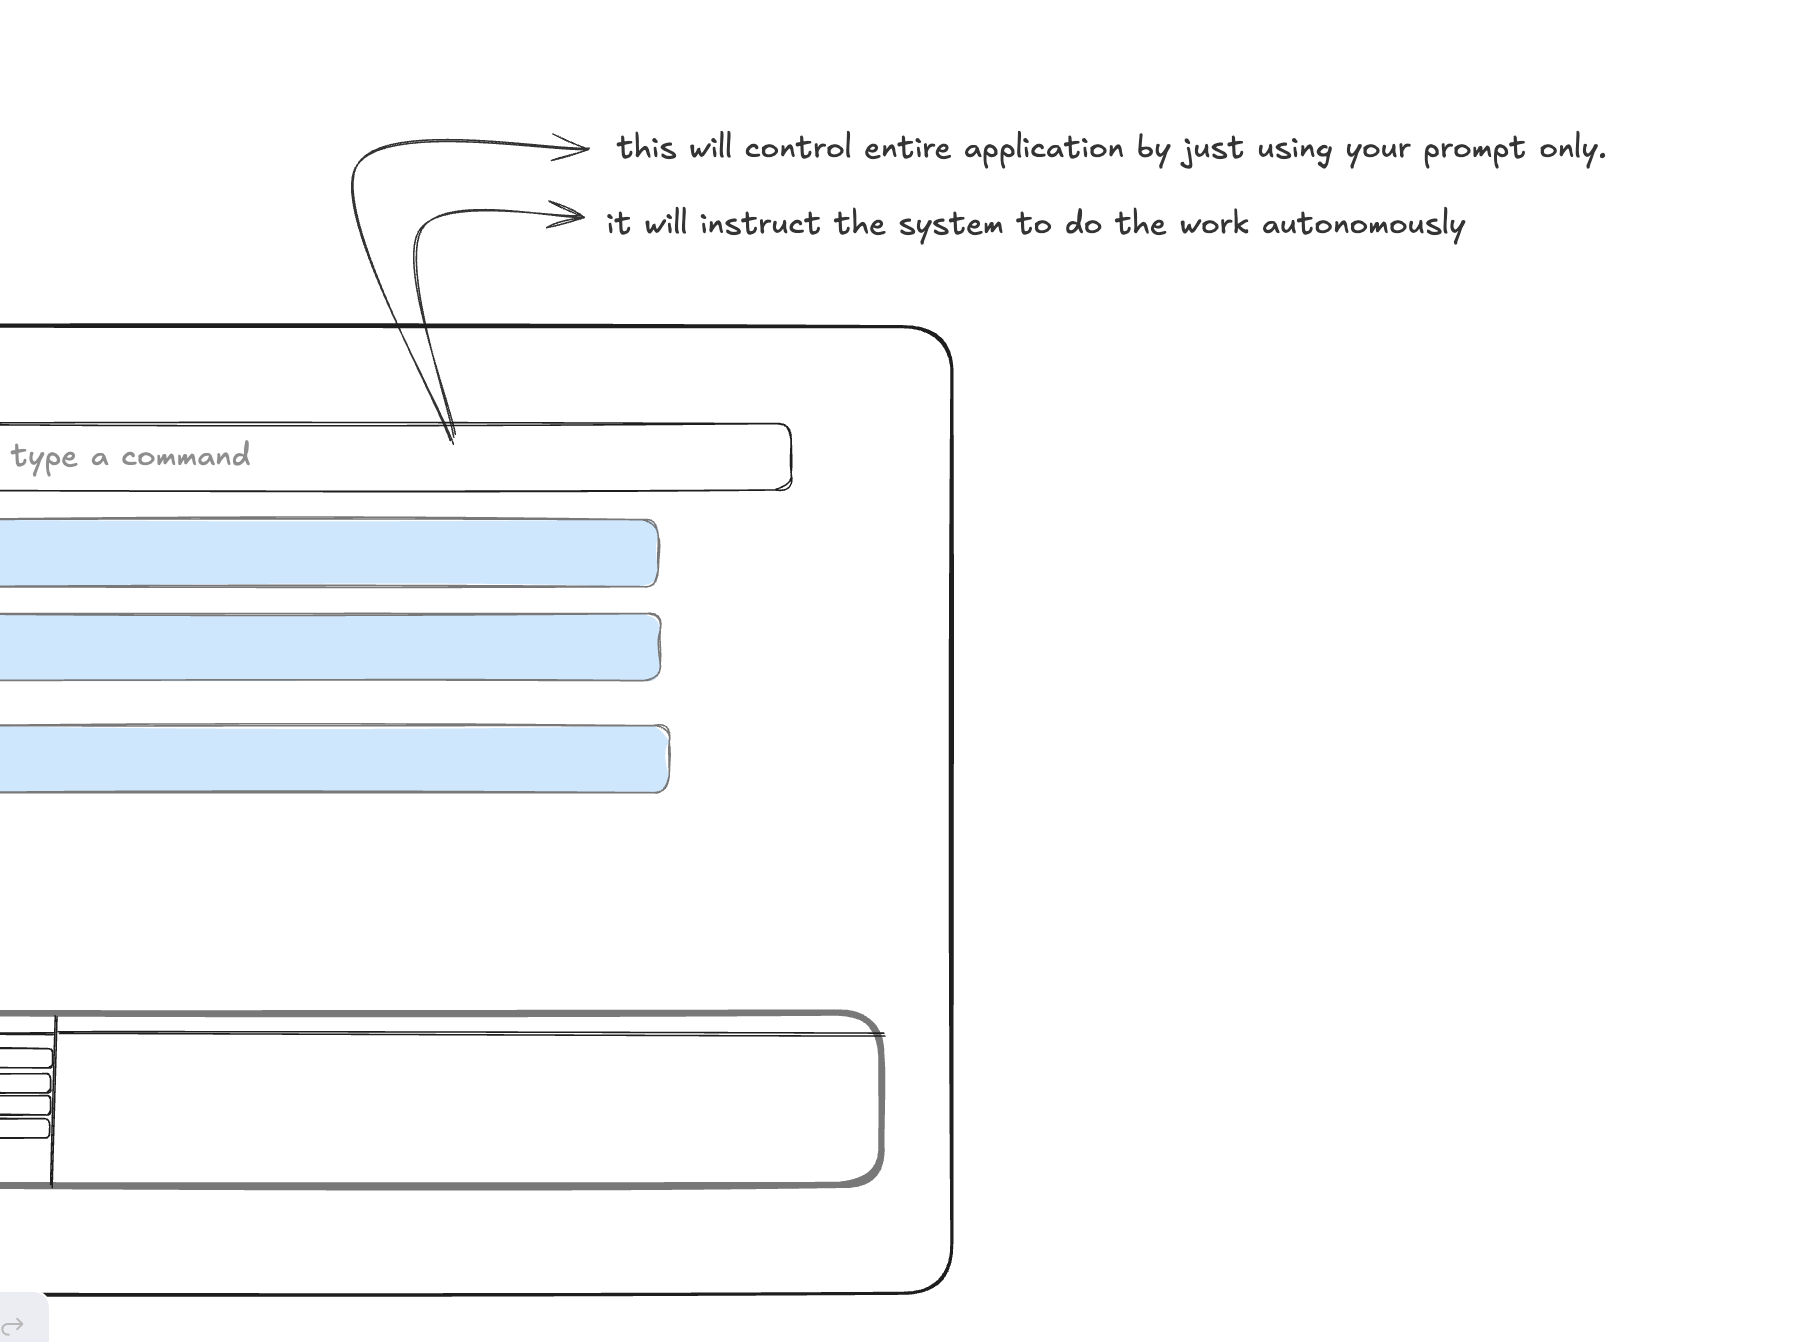 this will control entire application by just using your prompt only.
it will instruct the system to do the work autonomously
type a command